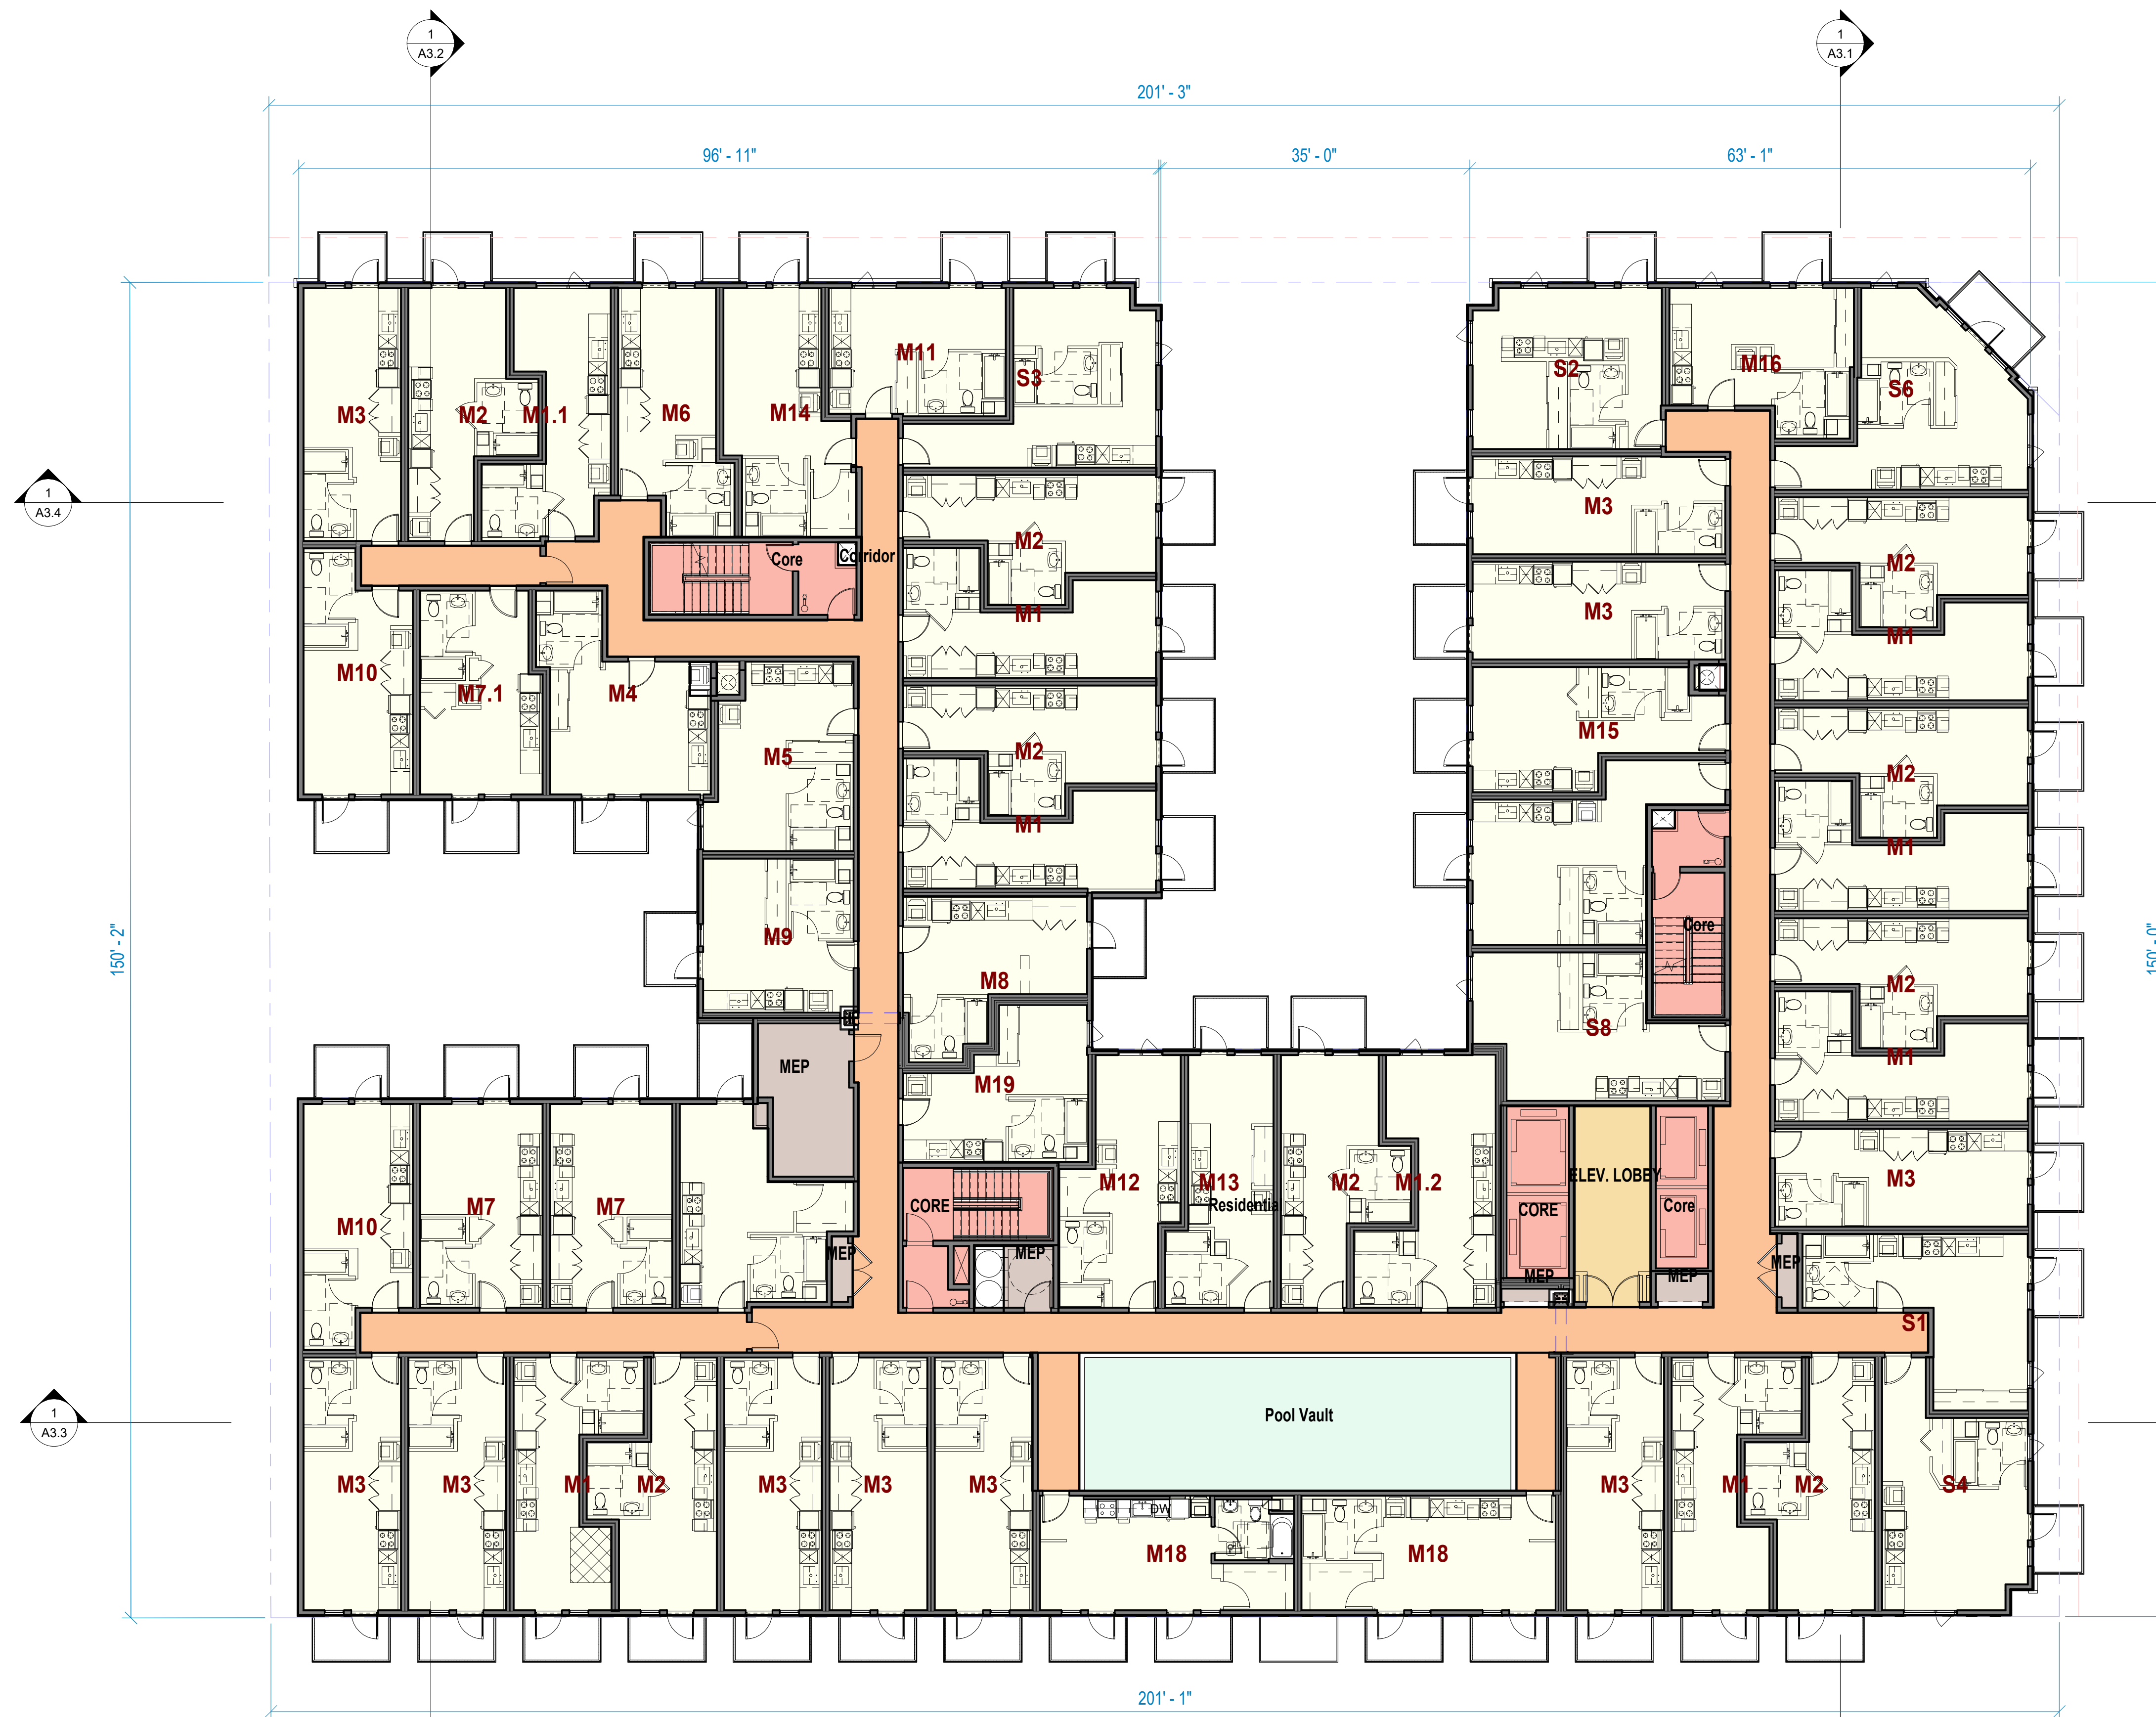 1
A3.2
1
A3.1
201' - 3"
96' - 11"
35' - 0"
63' - 1"
M3
M2
M1.1
M6
M14
M11
S3
S2
M16
S6
1
A3.4
M3
Core
Corridor
M2
M2
M1
M3
M1
M10
M7.1
M4
M5
M2
M15
M2
M1
M1
150' - 2"
M9
M8
Core
M2
150' - 0"
S8
MEP
M19
M1
M10
M7
M7
MEP
CORE
MEP
M12
M13
Residentia
M2
M1.2
CORE
MEP
ELEV. LOBBY
Core
MEP
M3
MEP
S1
1
A3.3
Pool Vault
M3
M3
M1
M2
M3
M3
M3
DW
M18
M18
M3
M1
M2
S4
201' - 1"